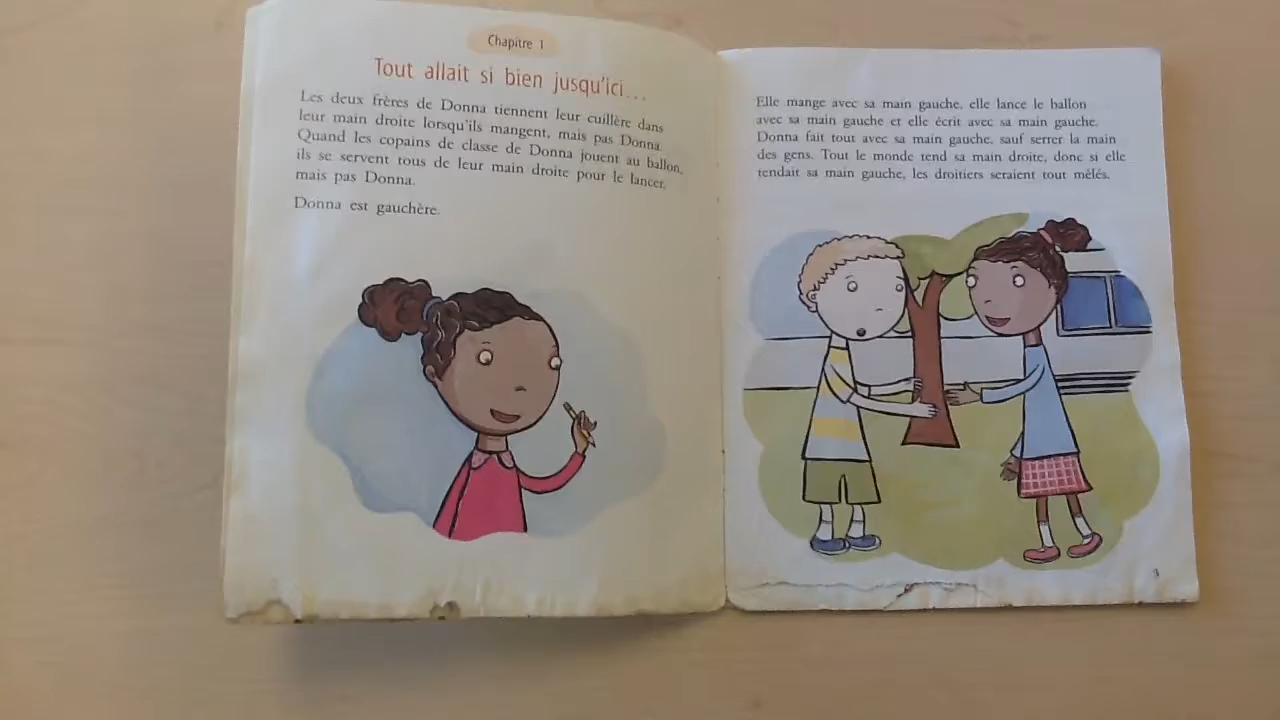 Chapitre 1
Tout allait si bien jusqu'ici...
Les deux frères de Donna tiennent leur cuillère dans
leur main droite lorsqu'ils mangent, mais pas Donna.
Quand les copains de classe de Donna jouent au ballon,
ils se servent tous de leur main droite pour le lancer,
mais pas Donna.
Donna est gauchère.
Elle mange avec sa main gauche, elle lance le ballon
avec sa main gauche et elle écrit avec sa main gauche.
Donna fait tout avec sa main gauche, sauf serrer la main
des gens. Tout le monde tend sa main droite, donc si elle
tendait sa main gauche, les droitiers seraient tout mêlés.
3